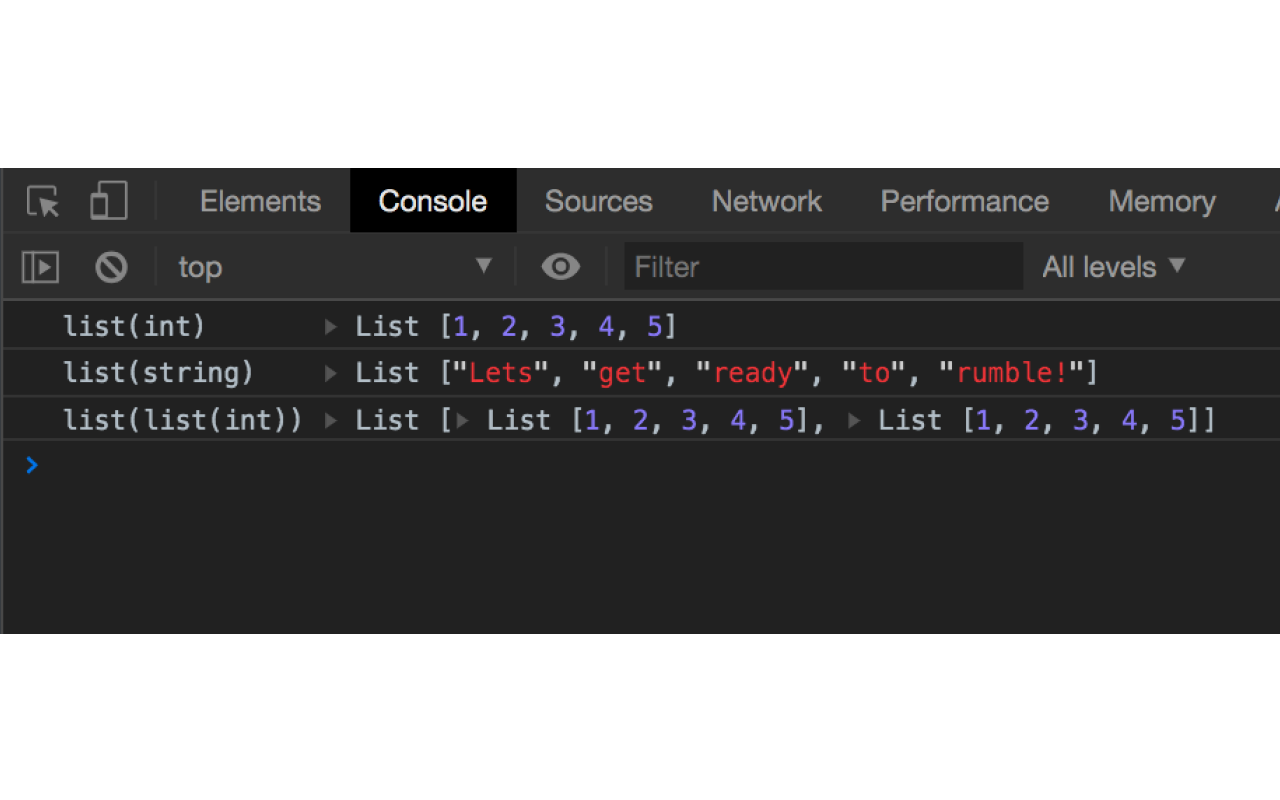 Elements Console Sources Network Performance Memory
top ▼ Filter All levels ▼
list(int) ▶ List [1, 2, 3, 4, 5]
list(string) ▶ List ["Lets", "get", "ready", "to", "rumble!"]
list(list(int)) ▶ List [▶ List [1, 2, 3, 4, 5], ▶ List [1, 2, 3, 4, 5]]